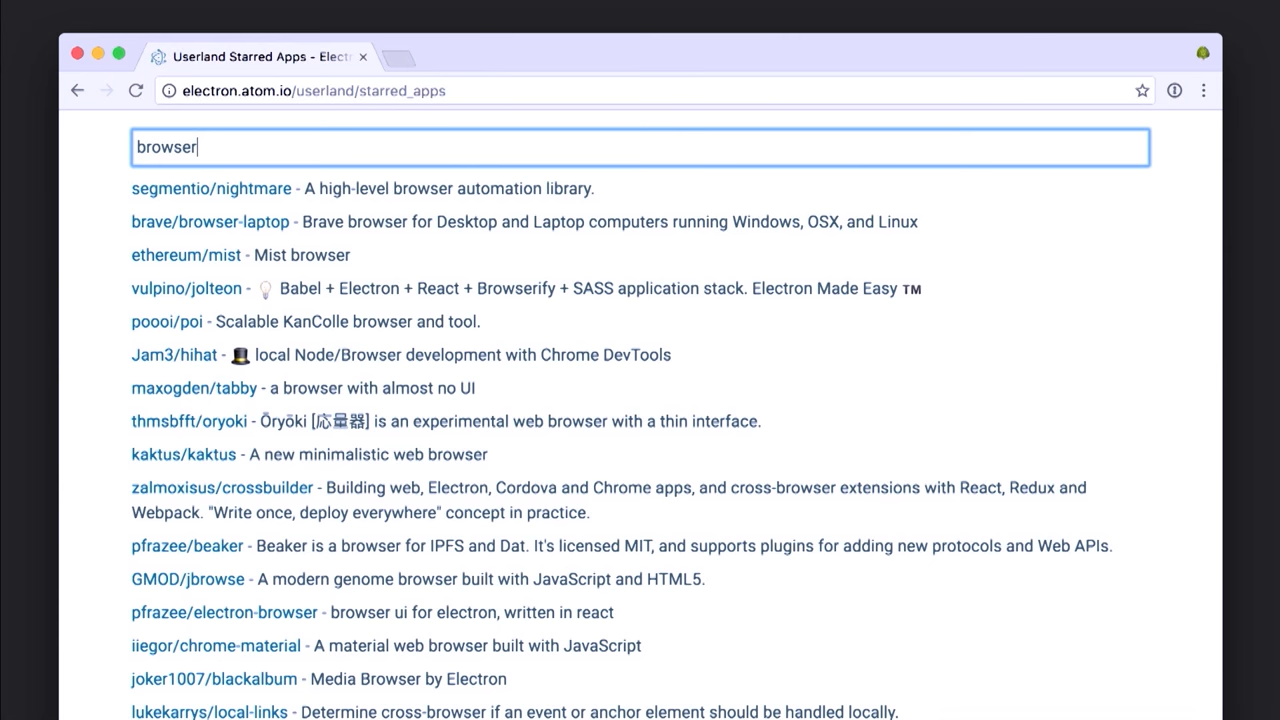 Userland Starred Apps - Electr
electron.atom.io/userland/starred_apps
browser
segmentio/nightmare - A high-level browser automation library.
brave/browser-laptop - Brave browser for Desktop and Laptop computers running Windows, OSX, and Linux
ethereum/mist - Mist browser
vulpino/jolteon - 💡 Babel + Electron + React + Browserify + SASS application stack. Electron Made Easy ™
poooi/poi - Scalable KanColle browser and tool.
Jam3/hihat - 🎩 local Node/Browser development with Chrome DevTools
maxogden/tabby - a browser with almost no UI
thmsbfft/oryoki - Ōryōki [応量器] is an experimental web browser with a thin interface.
kaktus/kaktus - A new minimalistic web browser
zalmoxisus/crossbuilder - Building web, Electron, Cordova and Chrome apps, and cross-browser extensions with React, Redux and
Webpack. "Write once, deploy everywhere" concept in practice.
pfrazee/beaker - Beaker is a browser for IPFS and Dat. It's licensed MIT, and supports plugins for adding new protocols and Web APIs.
GMOD/jbrowse - A modern genome browser built with JavaScript and HTML5.
pfrazee/electron-browser - browser ui for electron, written in react
iiegor/chrome-material - A material web browser built with JavaScript
joker1007/blackalbum - Media Browser by Electron
lukekarrys/local-links - Determine cross-browser if an event or anchor element should be handled locally.